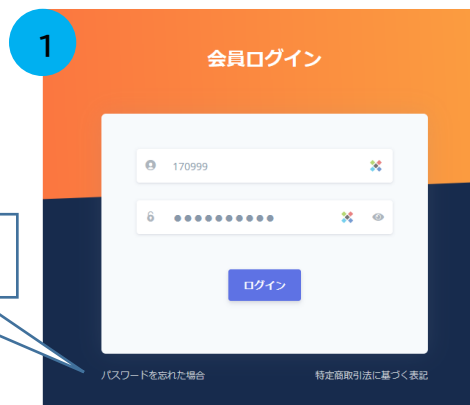 1
会員ログイン
170999
ログイン
パスワードを忘れた場合
特定商取引法に基づく表記